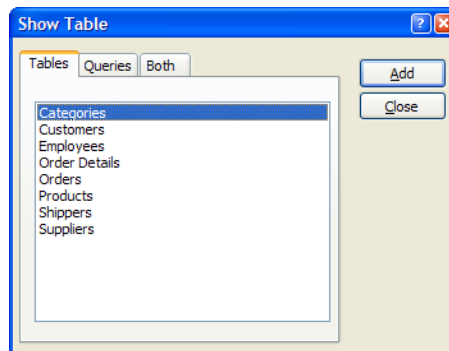 Show Table
Tables Queries Both
Add
Close
Categories
Customers
Employees
Order Details
Orders
Products
Shippers
Suppliers